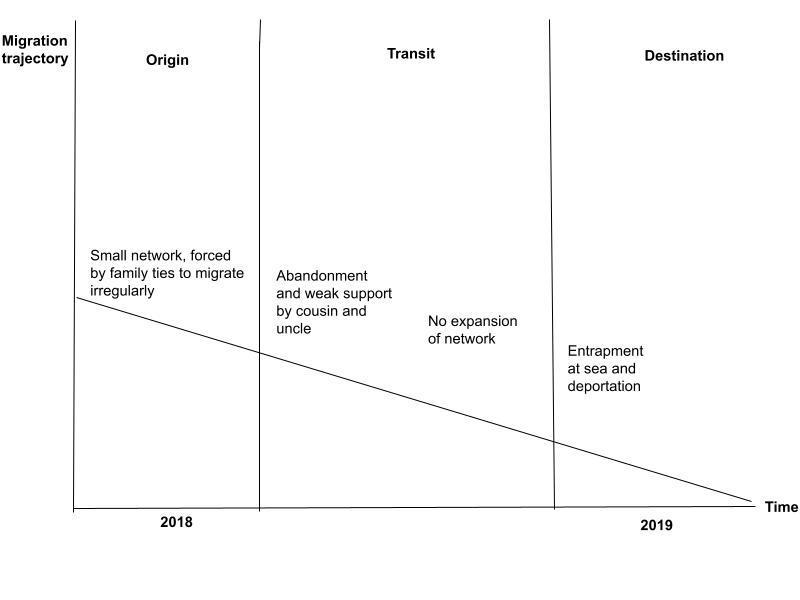 Migration
trajectory
Origin
Transit
Destination
Small network, forced
by family ties to migrate
irregularly
Abandonment
and weak support
by cousin and
uncle
No expansion
of network
Entrapment
at sea and
deportation
Time
2018
2019